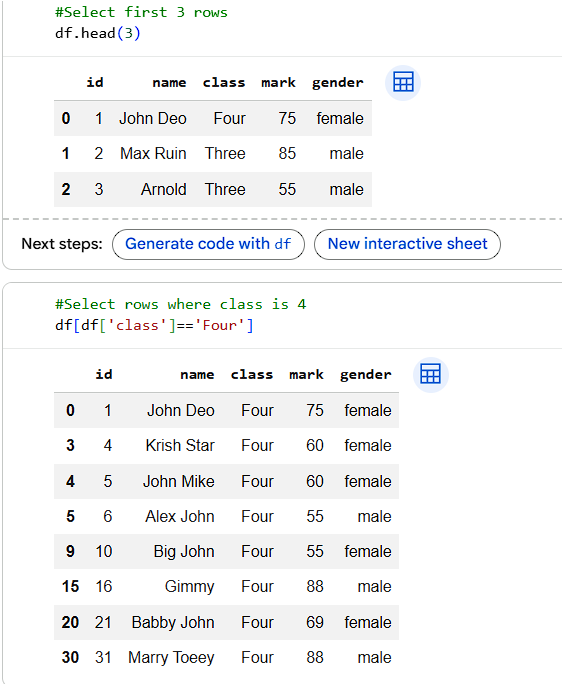 #Select first 3 rows
df.head(3)
id name class mark gender
0 1 John Deo Four 75 female
1 2 Max Ruin Three 85 male
2 3 Arnold Three 55 male
Next steps: Generate code with df New interactive sheet
#Select rows where class is 4
df[df['class']=='Four']
id name class mark gender
0 1 John Deo Four 75 female
3 4 Krish Star Four 60 female
4 5 John Mike Four 60 female
5 6 Alex John Four 55 male
9 10 Big John Four 55 female
15 16 Gimmy Four 88 male
20 21 Babby John Four 69 female
30 31 Marry Toeey Four 88 male